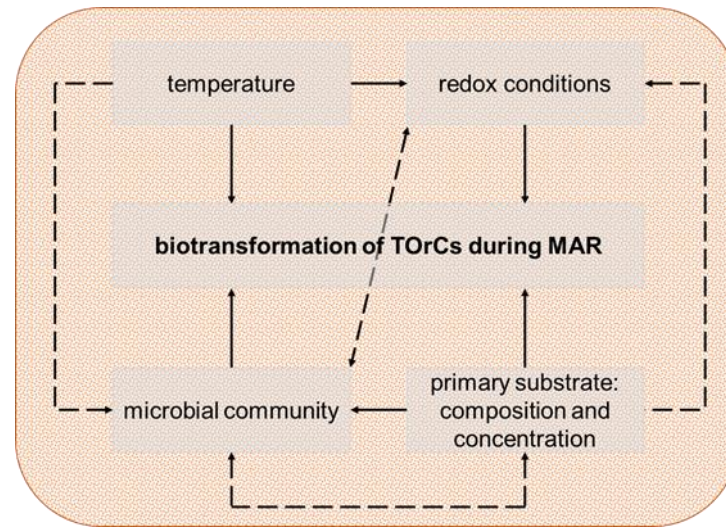 temperature
redox conditions
biotransformation of TOrCs during MAR
microbial community
primary substrate:
composition and
concentration